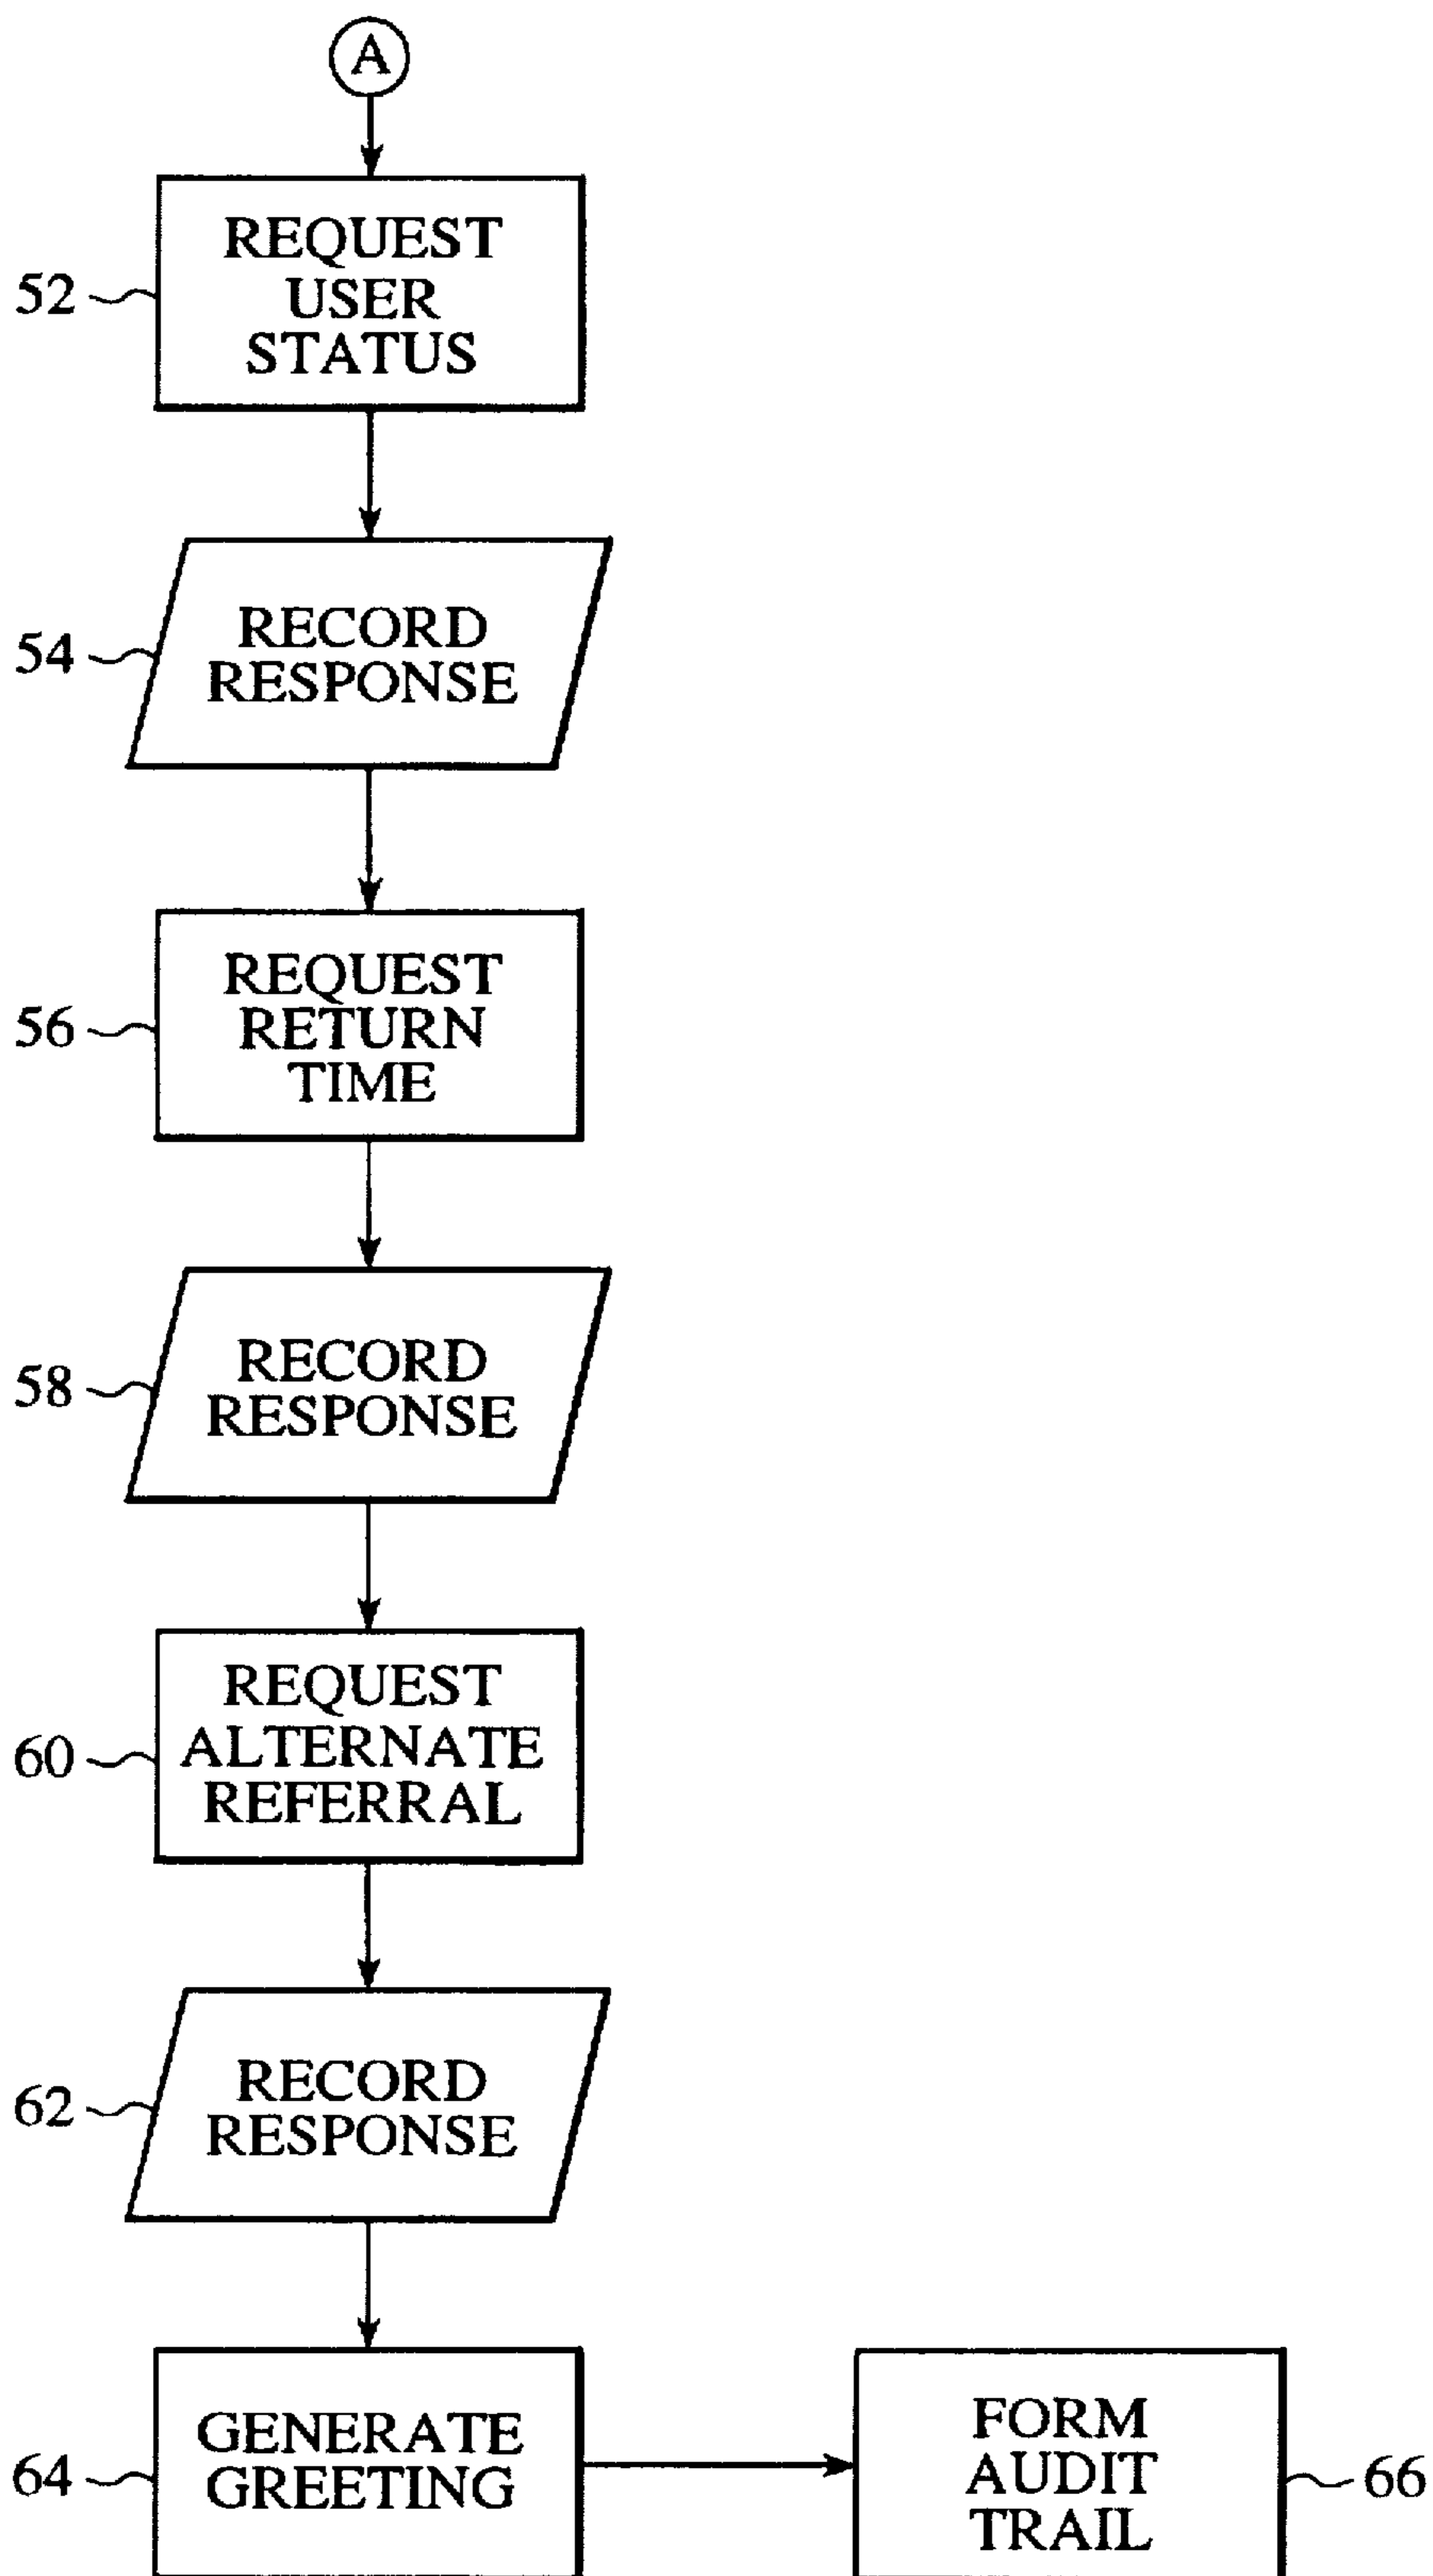 A
REQUEST
USER
STATUS
52
RECORD
RESPONSE
54
REQUEST
RETURN
TIME
56
RECORD
RESPONSE
58
REQUEST
ALTERNATE
REFERRAL
60
RECORD
RESPONSE
62
GENERATE
GREETING
64
FORM
AUDIT
TRAIL
66